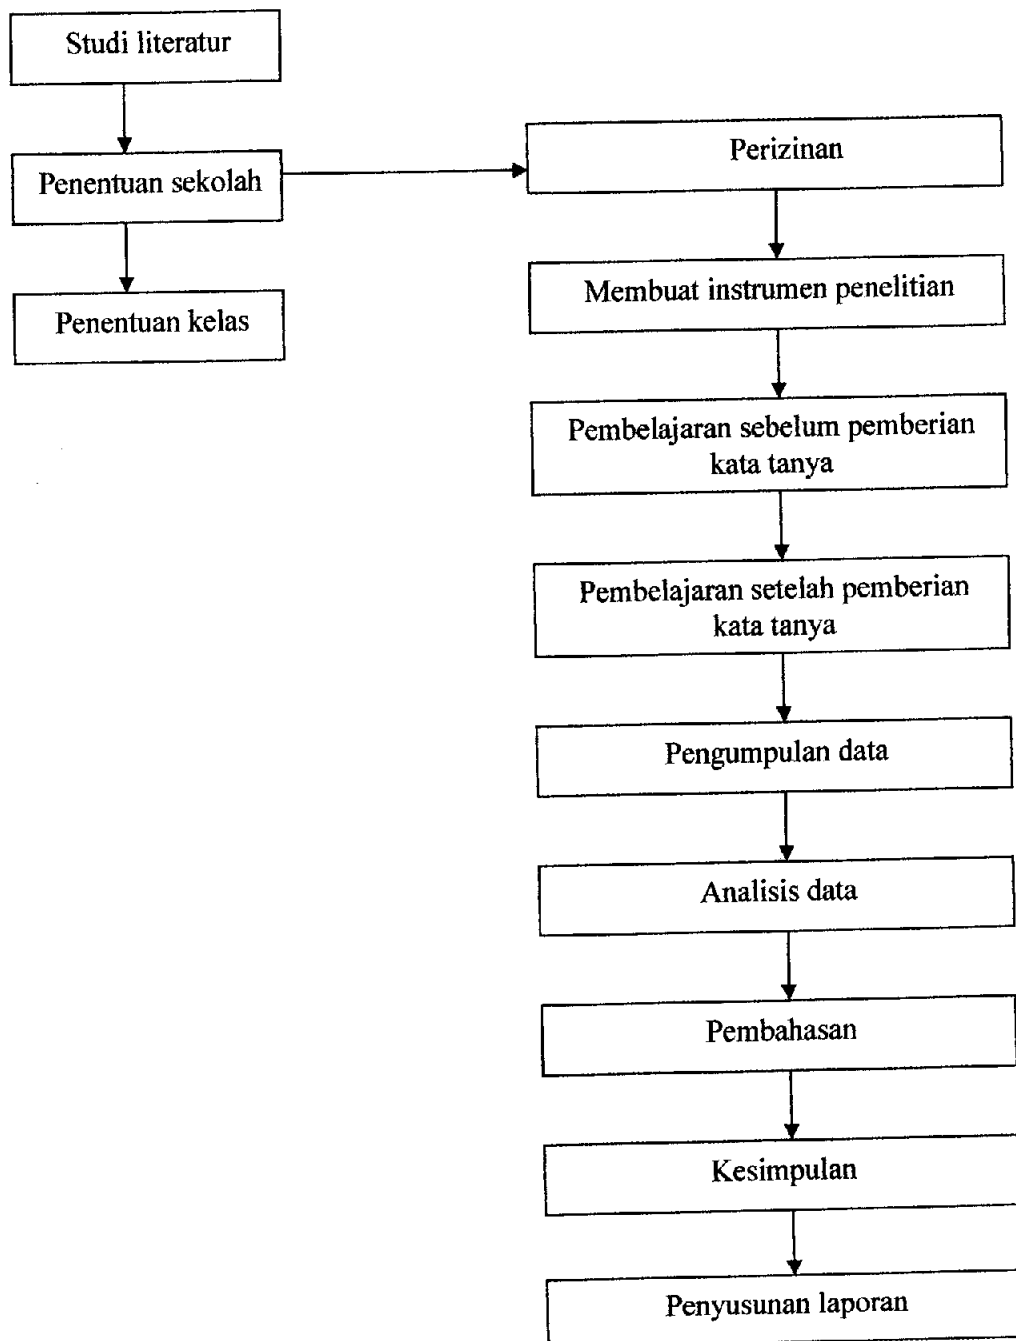 Studi literatur
Penentuan sekolah
Penentuan kelas
Perizinan
Membuat instrumen penelitian
Pembelajaran sebelum pemberian
kata tanya
Pembelajaran setelah pemberian
kata tanya
Pengumpulan data
Analisis data
Pembahasan
Kesimpulan
Penyusunan laporan